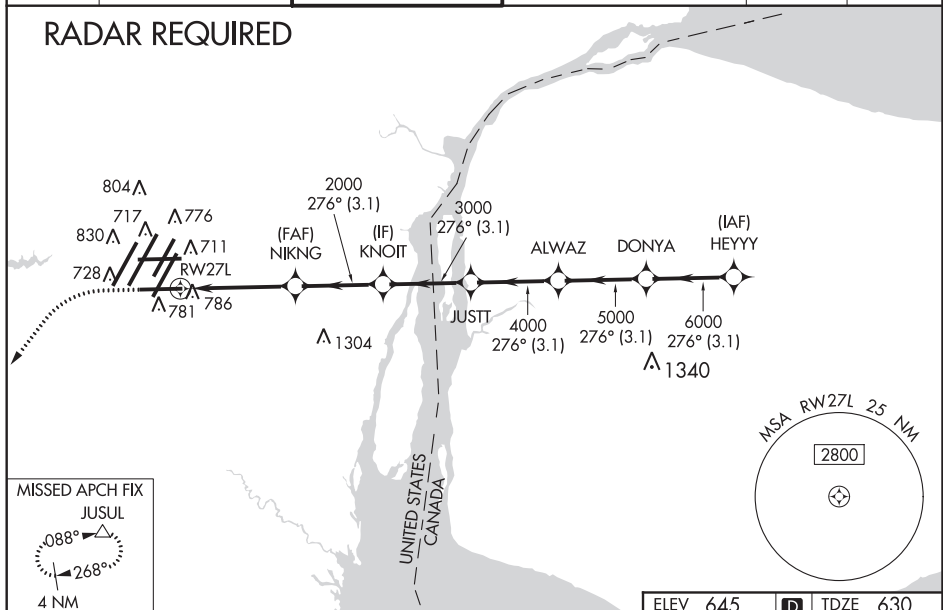 RADAR REQUIRED
804
717
776
830
711
728
RW27L
781
786
(FAF)
NIKNG
2000
276° (3.1)
(IF)
KNOIT
3000
276° (3.1)
JUSTT
ALWAZ
4000
276° (3.1)
DONYA
5000
276° (3.1)
(IAF)
HEYYY
6000
276° (3.1)
1304
1340
MSA RW27L 25 NM
2800
UNITED STATES
CANADA
MISSED APCH FIX
JUSUL
088°
268°
4 NM
ELEV 645 D TDZE 630